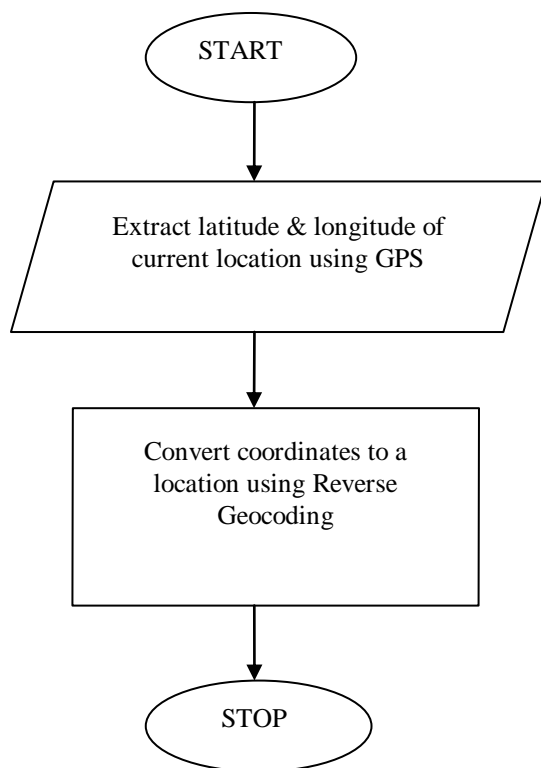 START
Extract latitude & longitude of
current location using GPS
Convert coordinates to a
location using Reverse
Geocoding
STOP